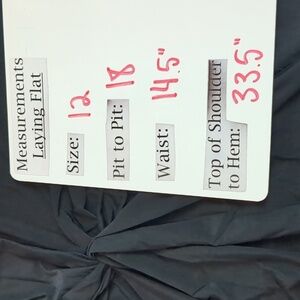 Measurements
Laying Flat
Size: 12
Pit to Pit: 18
Waist: 14.5"
Top of Shoulder
to Hem: 33.5"